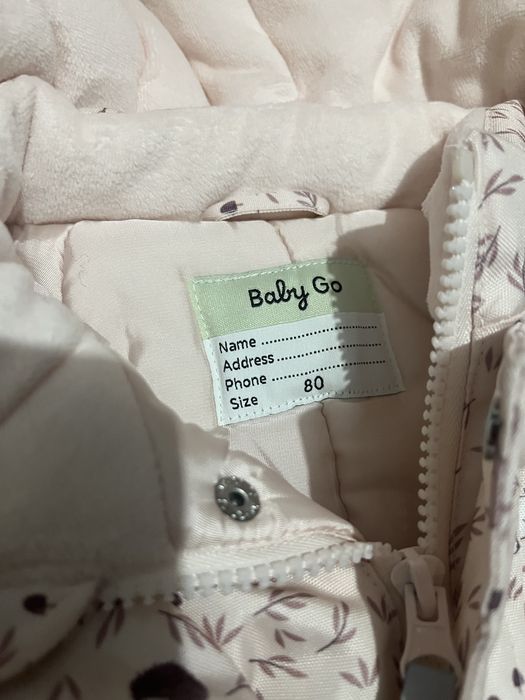 Baby Go
Name ........................
Address ....................
Phone .....................
Size 80